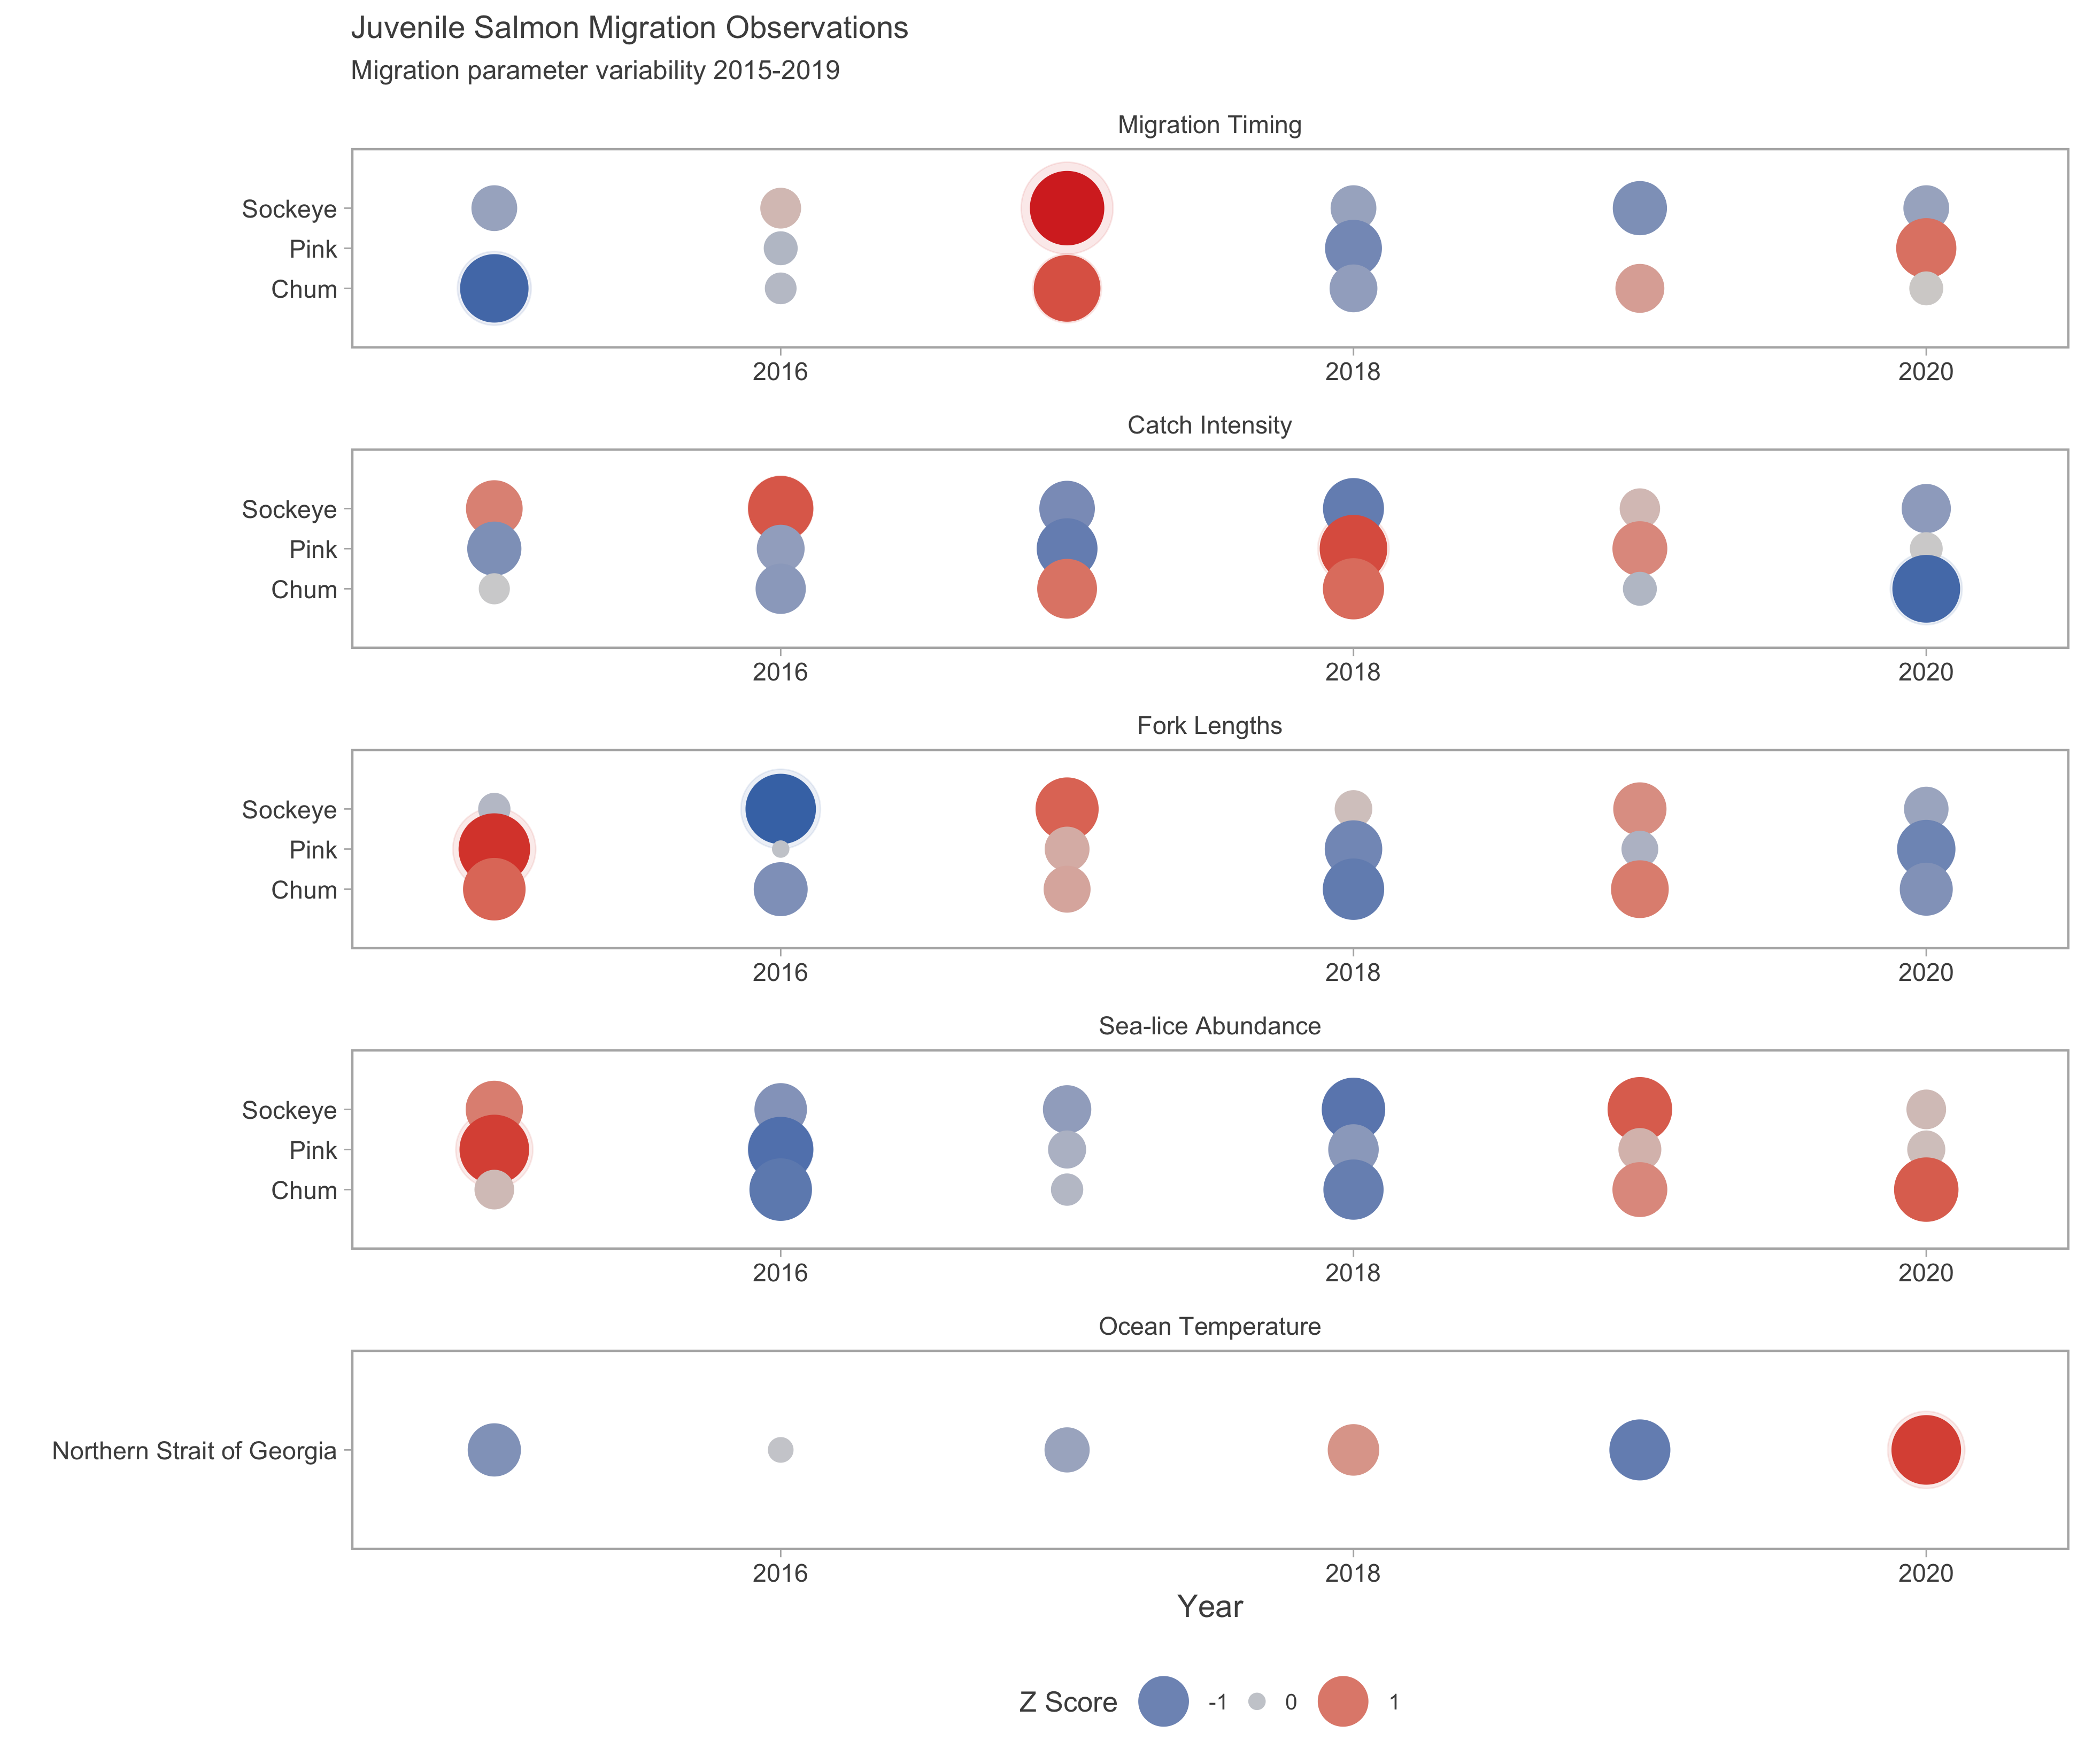 Juvenile Salmon Migration Observations
Migration parameter variability 2015-2019
Migration Timing
Sockeye
Pink
Chum
2016 2018 2020
Catch Intensity
Sockeye
Pink
Chum
2016 2018 2020
Fork Lengths
Sockeye
Pink
Chum
2016 2018 2020
Sea-lice Abundance
Sockeye
Pink
Chum
2016 2018 2020
Ocean Temperature
Northern Strait of Georgia
2016 2018 2020
Year
Z Score -1 0 1